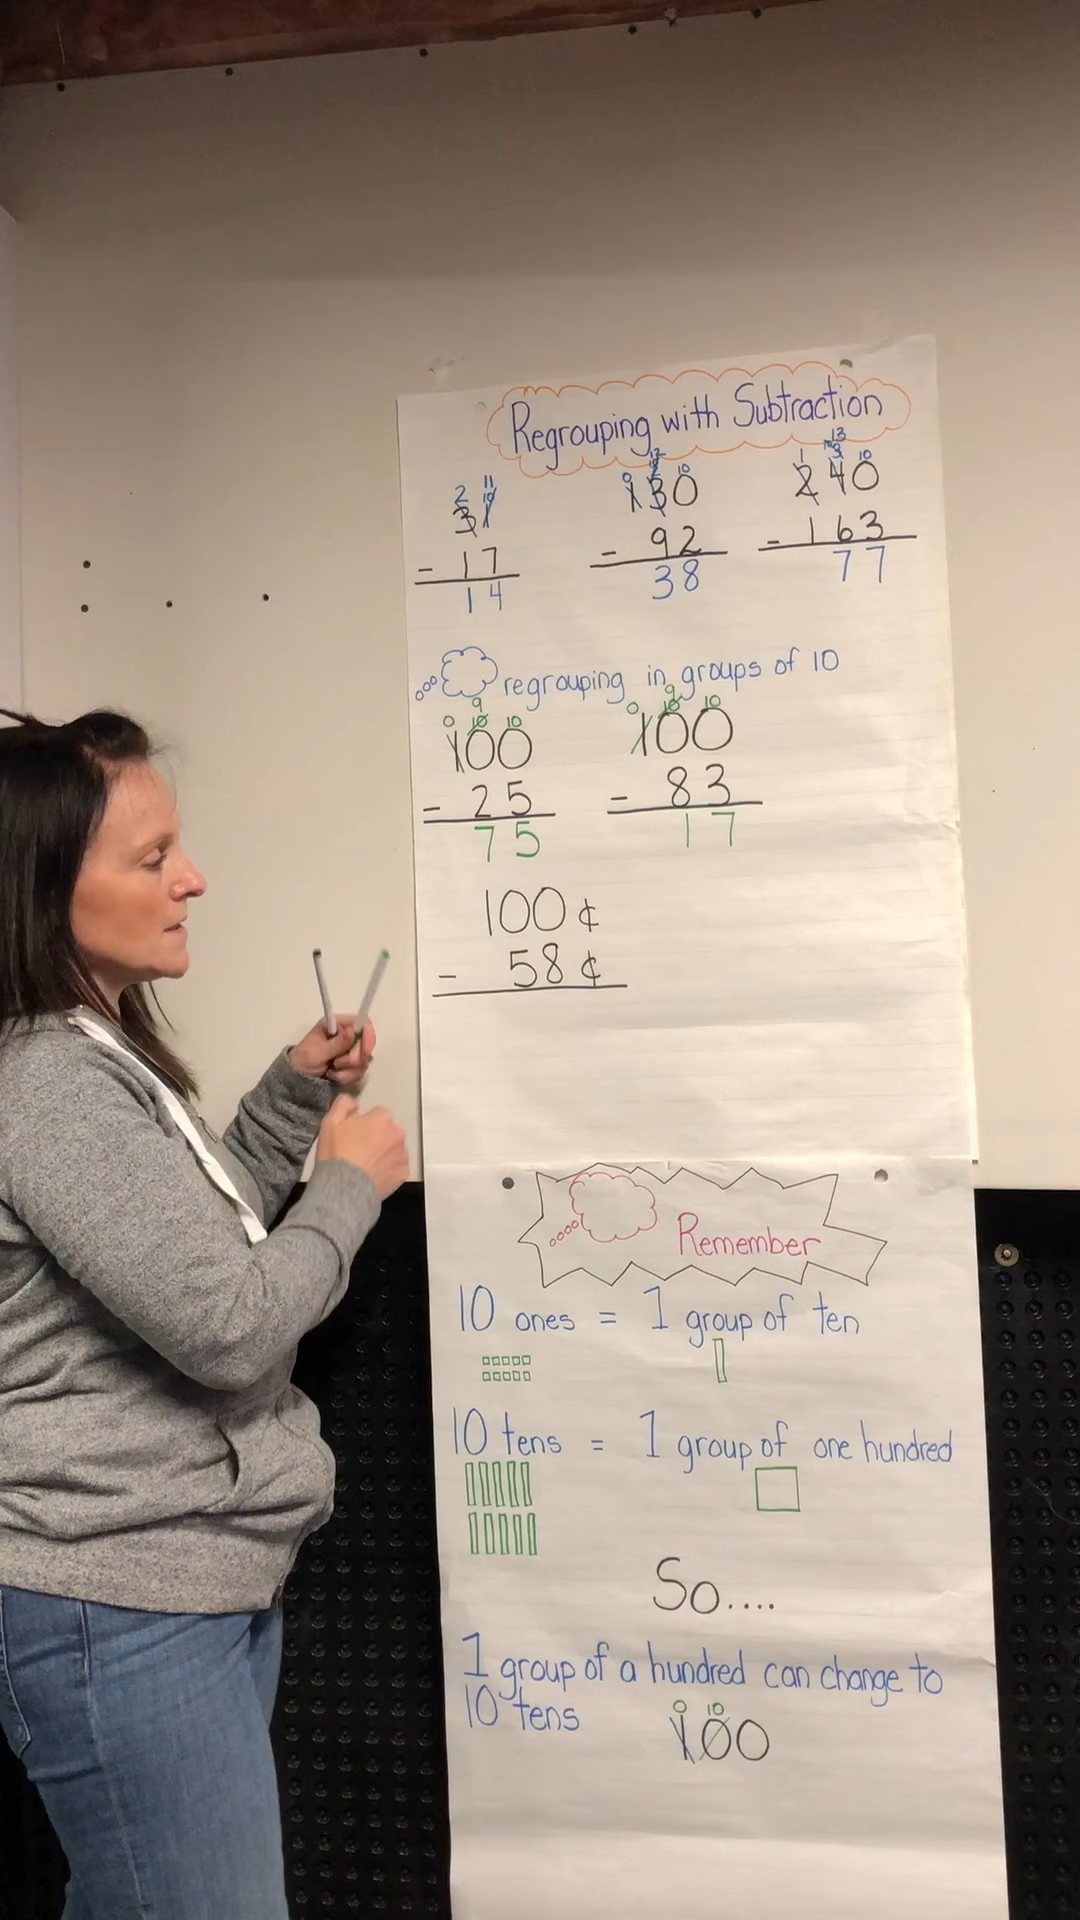 Regrouping with Subtraction
2 11
10
31
- 17
14
0 12 10
130
- 92
38
1 13 10
240
- 163
77
regrouping in groups of 10
9
0 10 10
100
- 25
75
9
0 10 10
100
- 83
17
100¢
- 58¢
Remember
10 ones = 1 group of ten
10 tens = 1 group of one hundred
So....
1 group of a hundred can change to
10 tens
0 10
100